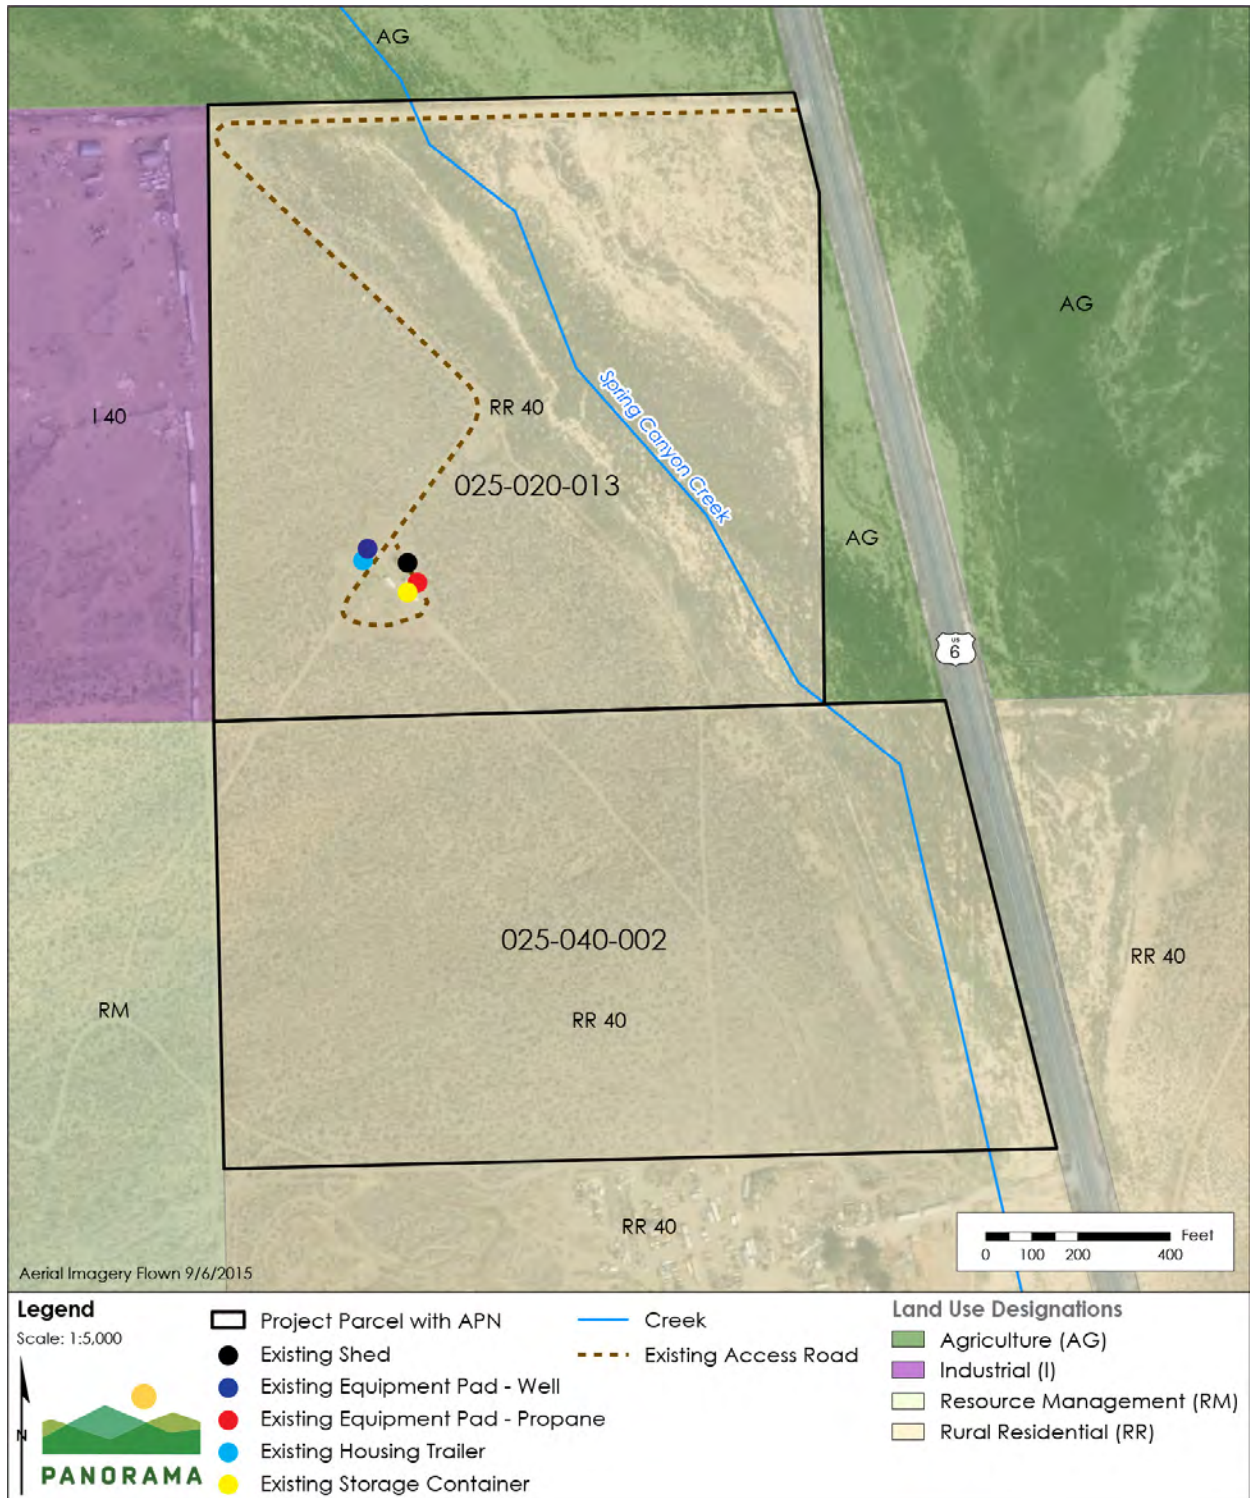 AG
AG
I 40
RR 40
Spring Canyon Creek
025-020-013
AG
US
6
025-040-002
RR 40
RM
RR 40
RR 40
Feet
0 100 200 400
Aerial Imagery Flown 9/6/2015
Legend
Scale: 1:5,000
N
PANORAMA
Project Parcel with APN
Existing Shed
Existing Equipment Pad - Well
Existing Equipment Pad - Propane
Existing Housing Trailer
Existing Storage Container
Creek
Existing Access Road
Land Use Designations
Agriculture (AG)
Industrial (I)
Resource Management (RM)
Rural Residential (RR)